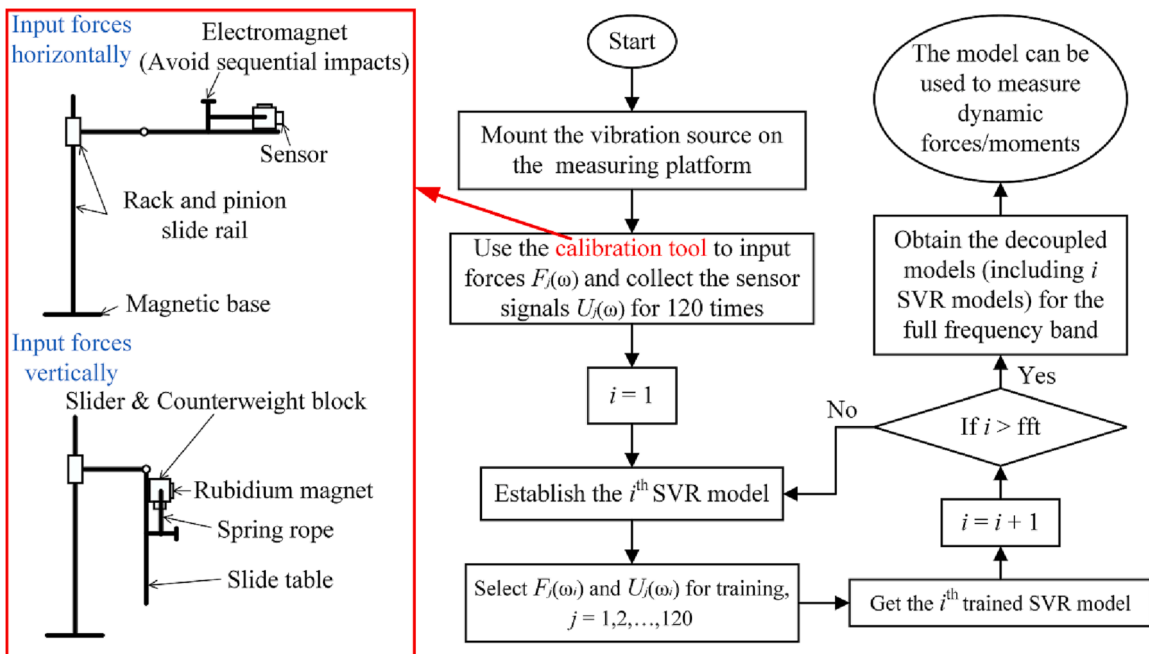 Input forces
horizontally
Electromagnet
(Avoid sequential impacts)
Sensor
Rack and pinion
slide rail
Magnetic base
Input forces
vertically
Slider & Counterweight block
Rubidium magnet
Spring rope
Slide table
Start
Mount the vibration source on
the measuring platform
Use the calibration tool to input
forces Fⱼ(ω) and collect the sensor
signals Uⱼ(ω) for 120 times
i = 1
Establish the iᵗʰ SVR model
Select Fⱼ(ωᵢ) and Uⱼ(ωᵢ) for training,
j = 1,2,…,120
Get the iᵗʰ trained SVR model
i = i + 1
If i > fft
No
Yes
Obtain the decoupled
models (including i
SVR models) for the
full frequency band
The model can be
used to measure
dynamic
forces/moments